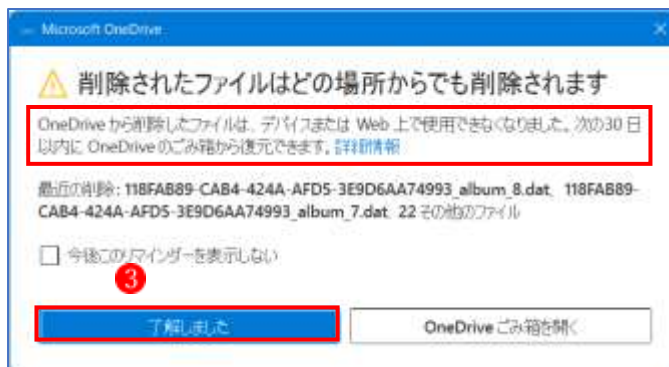 Microsoft OneDrive
削除されたファイルはどの場所からでも削除されます
OneDrive から削除したファイルは、デバイスまたは Web 上で使用できなくなりました。次の30 日
以内に OneDrive のごみ箱から復元できます。詳細情報
最近の削除: 118FAB89-CAB4-424A-AFD5-3E9D6AA74993_album_8.dat, 118FAB89-
CAB4-424A-AFD5-3E9D6AA74993_album_7.dat, 22 その他のファイル
今後このリマインダーを表示しない
3
了解しました
OneDrive ごみ箱を開く